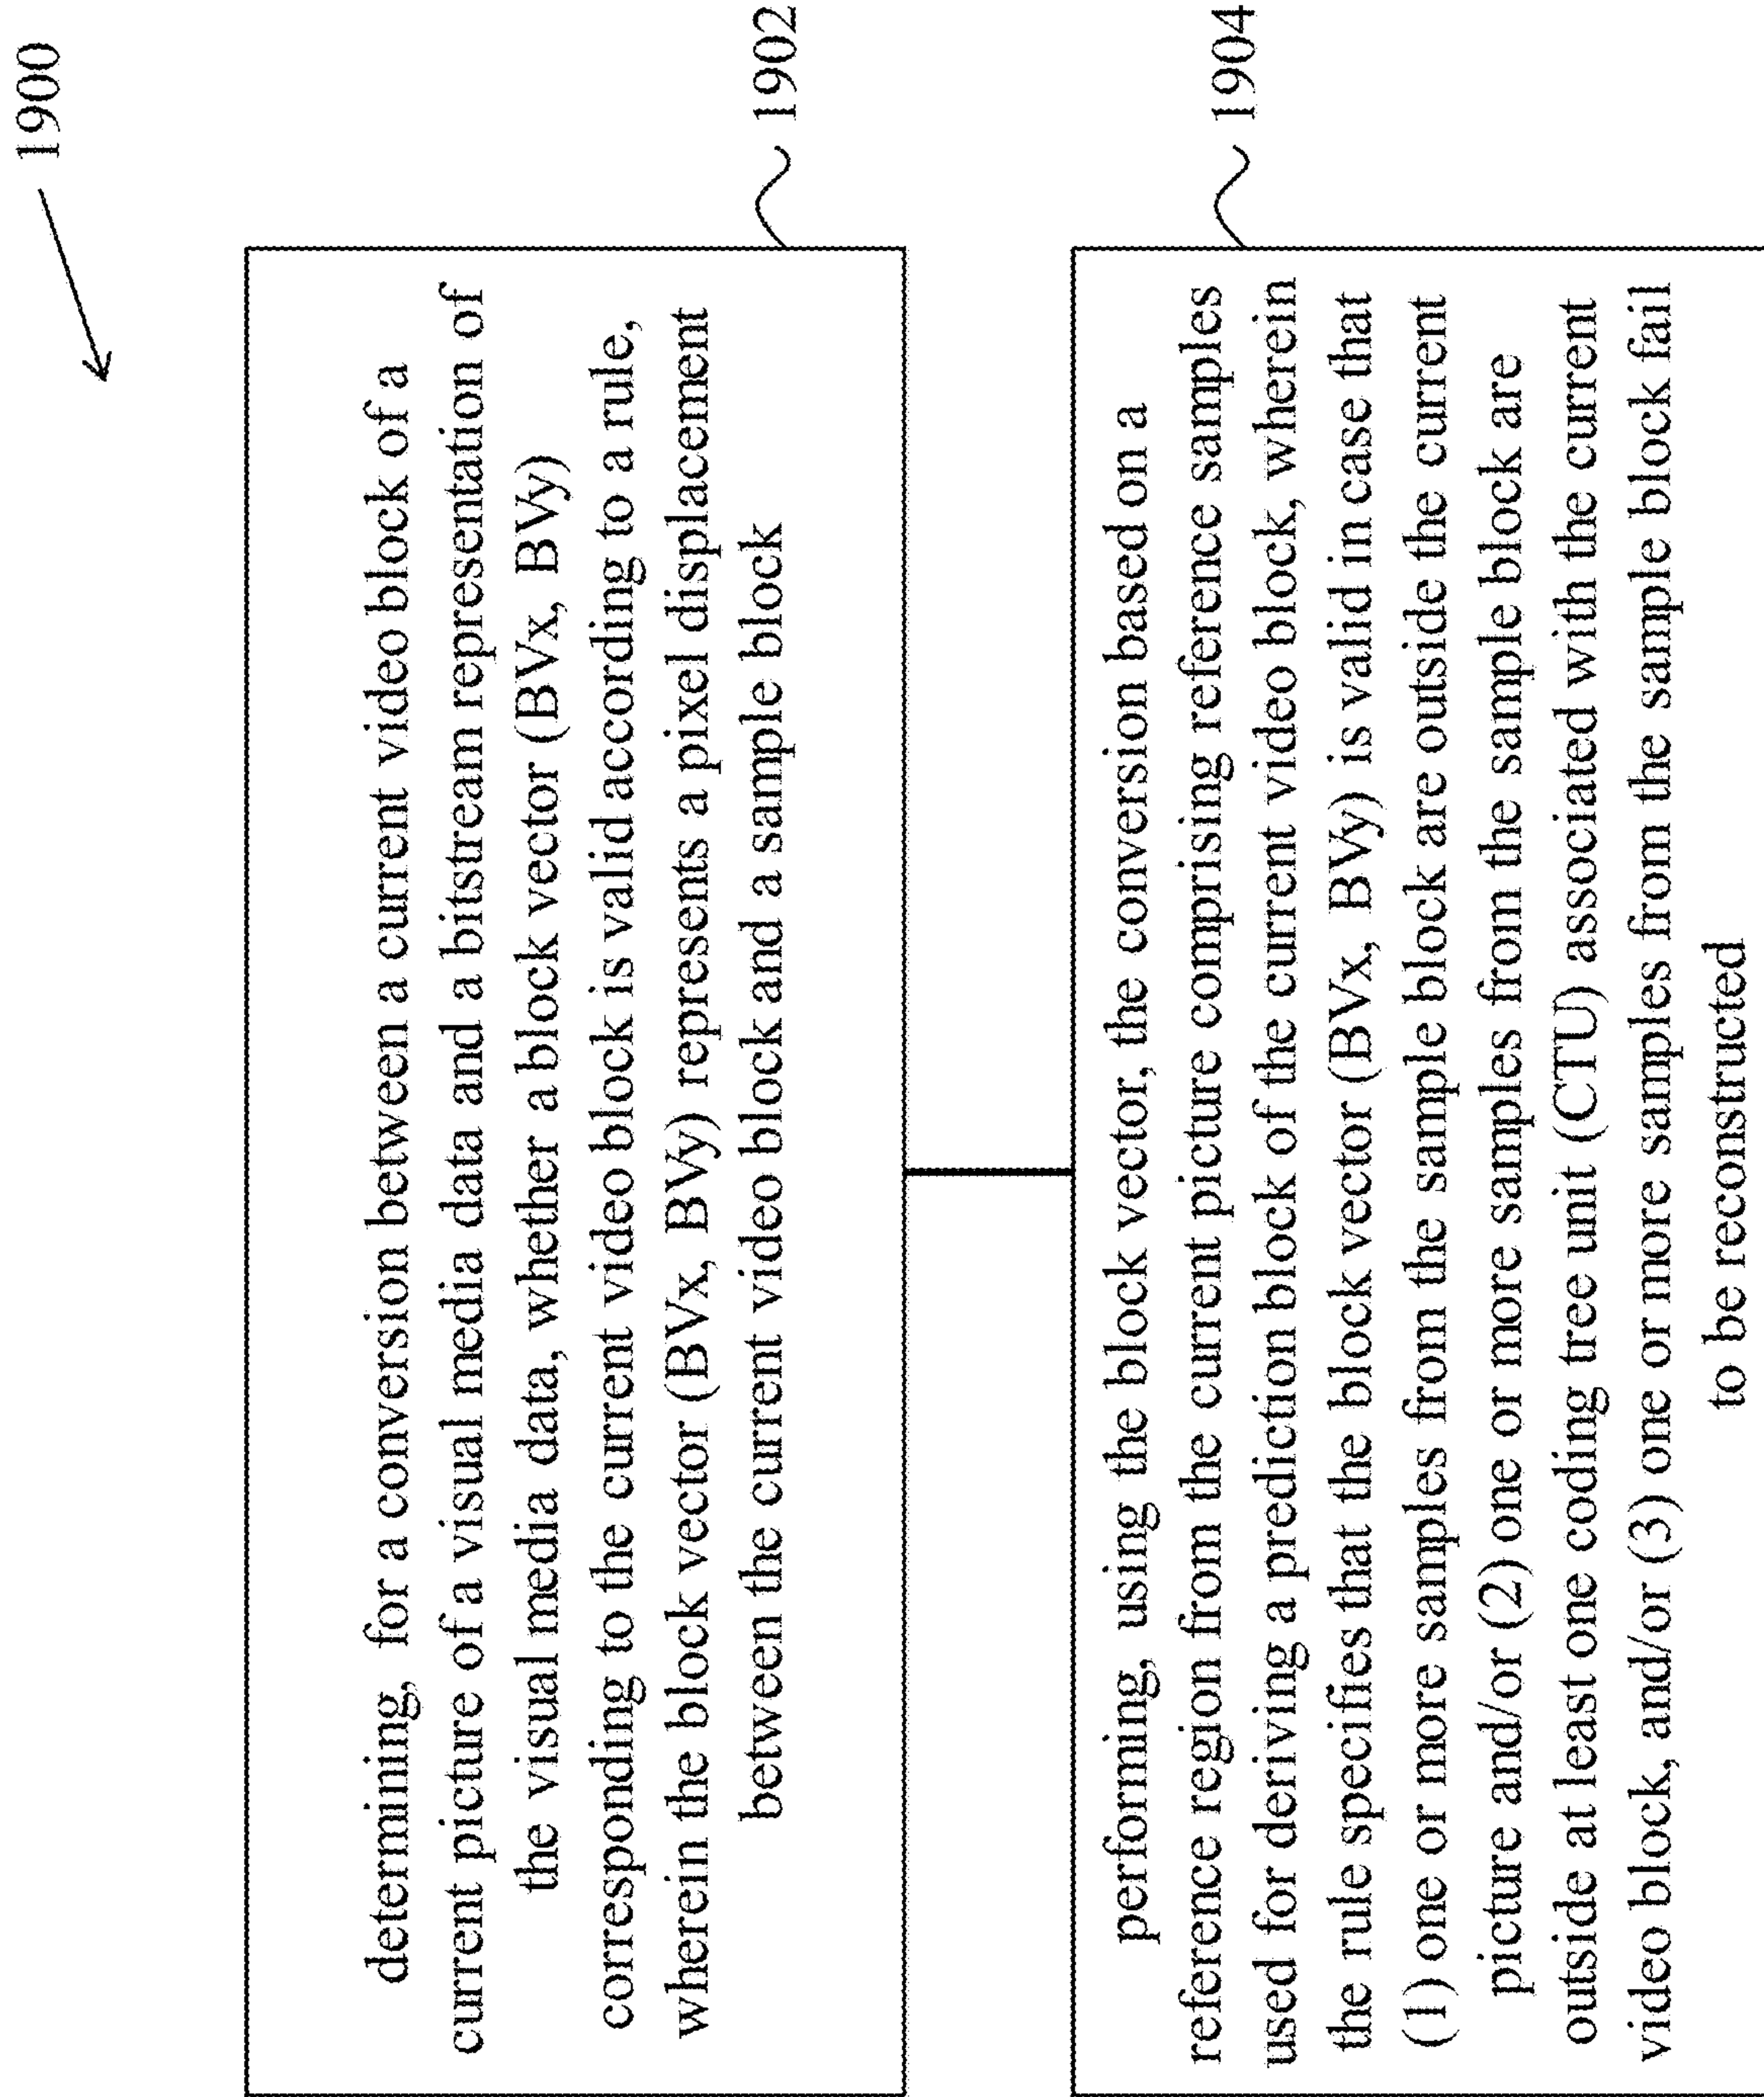 1900
determining, for a conversion between a current video block of a
current picture of a visual media data and a bitstream representation of
the visual media data, whether a block vector (BVx, BVy)
corresponding to the current video block is valid according to a rule,
wherein the block vector (BVx, BVy) represents a pixel displacement
between the current video block and a sample block
1902
performing, using the block vector, the conversion based on a
reference region from the current picture comprising reference samples
used for deriving a prediction block of the current video block, wherein
the rule specifies that the block vector (BVx, BVy) is valid in case that
(1) one or more samples from the sample block are outside the current
picture and/or (2) one or more samples from the sample block are
outside at least one coding tree unit (CTU) associated with the current
video block, and/or (3) one or more samples from the sample block fail
to be reconstructed
1904